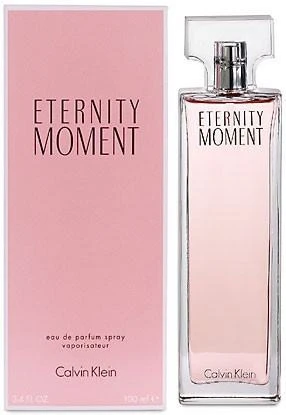 ETERNITY
MOMENT
eau de parfum spray
vaporisateur
Calvin Klein
3.4 FL OZ 100 ml e
ETERNITY
MOMENT
Calvin Klein